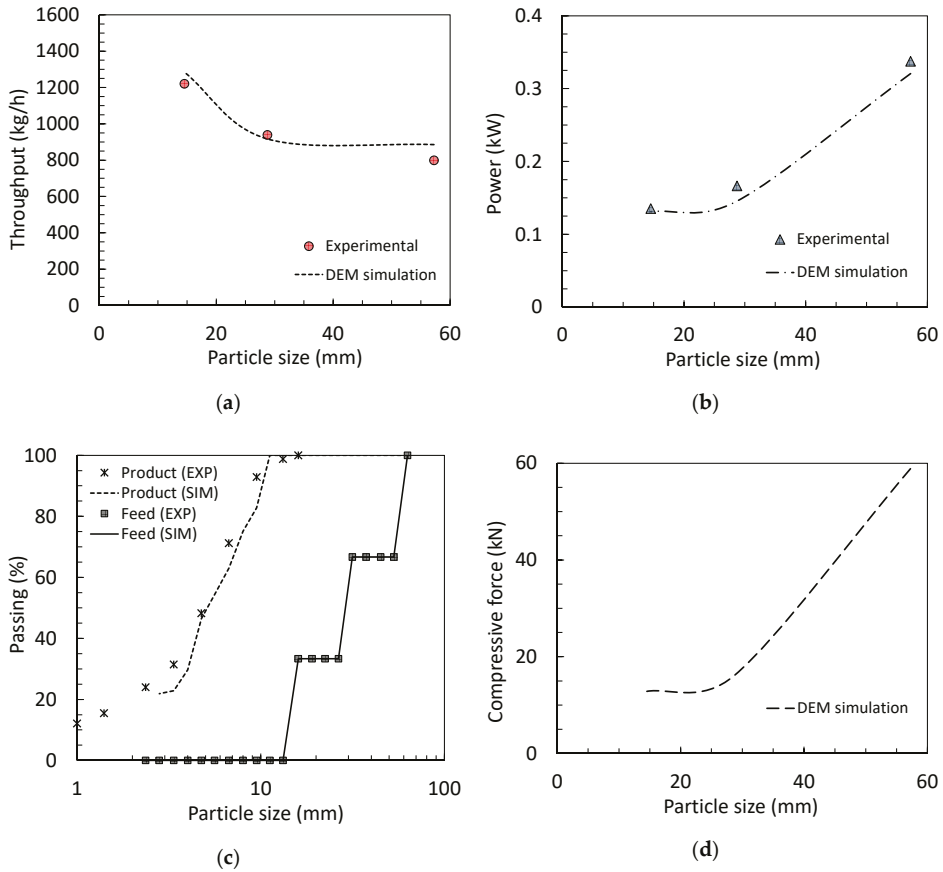 1600
1400
1200
1000
800
600
400
200
0
Throughput (kg/h)
Experimental
DEM simulation
0 20 40 60
Particle size (mm)
(a)
0.4
0.3
0.2
0.1
0
Power (kW)
Experimental
DEM simulation
0 20 40 60
Particle size (mm)
(b)
100
80
60
40
20
0
Passing (%)
Product (EXP)
Product (SIM)
Feed (EXP)
Feed (SIM)
1 10 100
Particle size (mm)
(c)
60
40
20
0
Compressive force (kN)
DEM simulation
0 20 40 60
Particle size (mm)
(d)